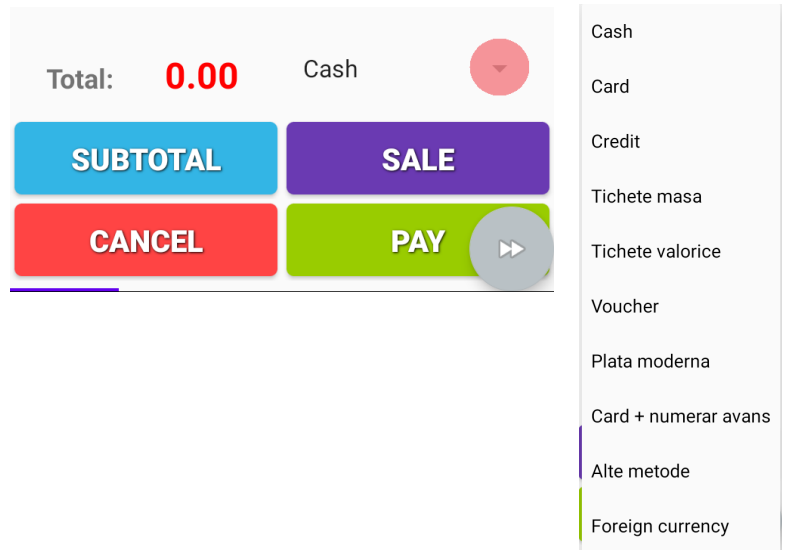 Total: 0.00 Cash
SUBTOTAL SALE
CANCEL PAY
Cash
Card
Credit
Tichete masa
Tichete valorice
Voucher
Plata moderna
Card + numerar avans
Alte metode
Foreign currency